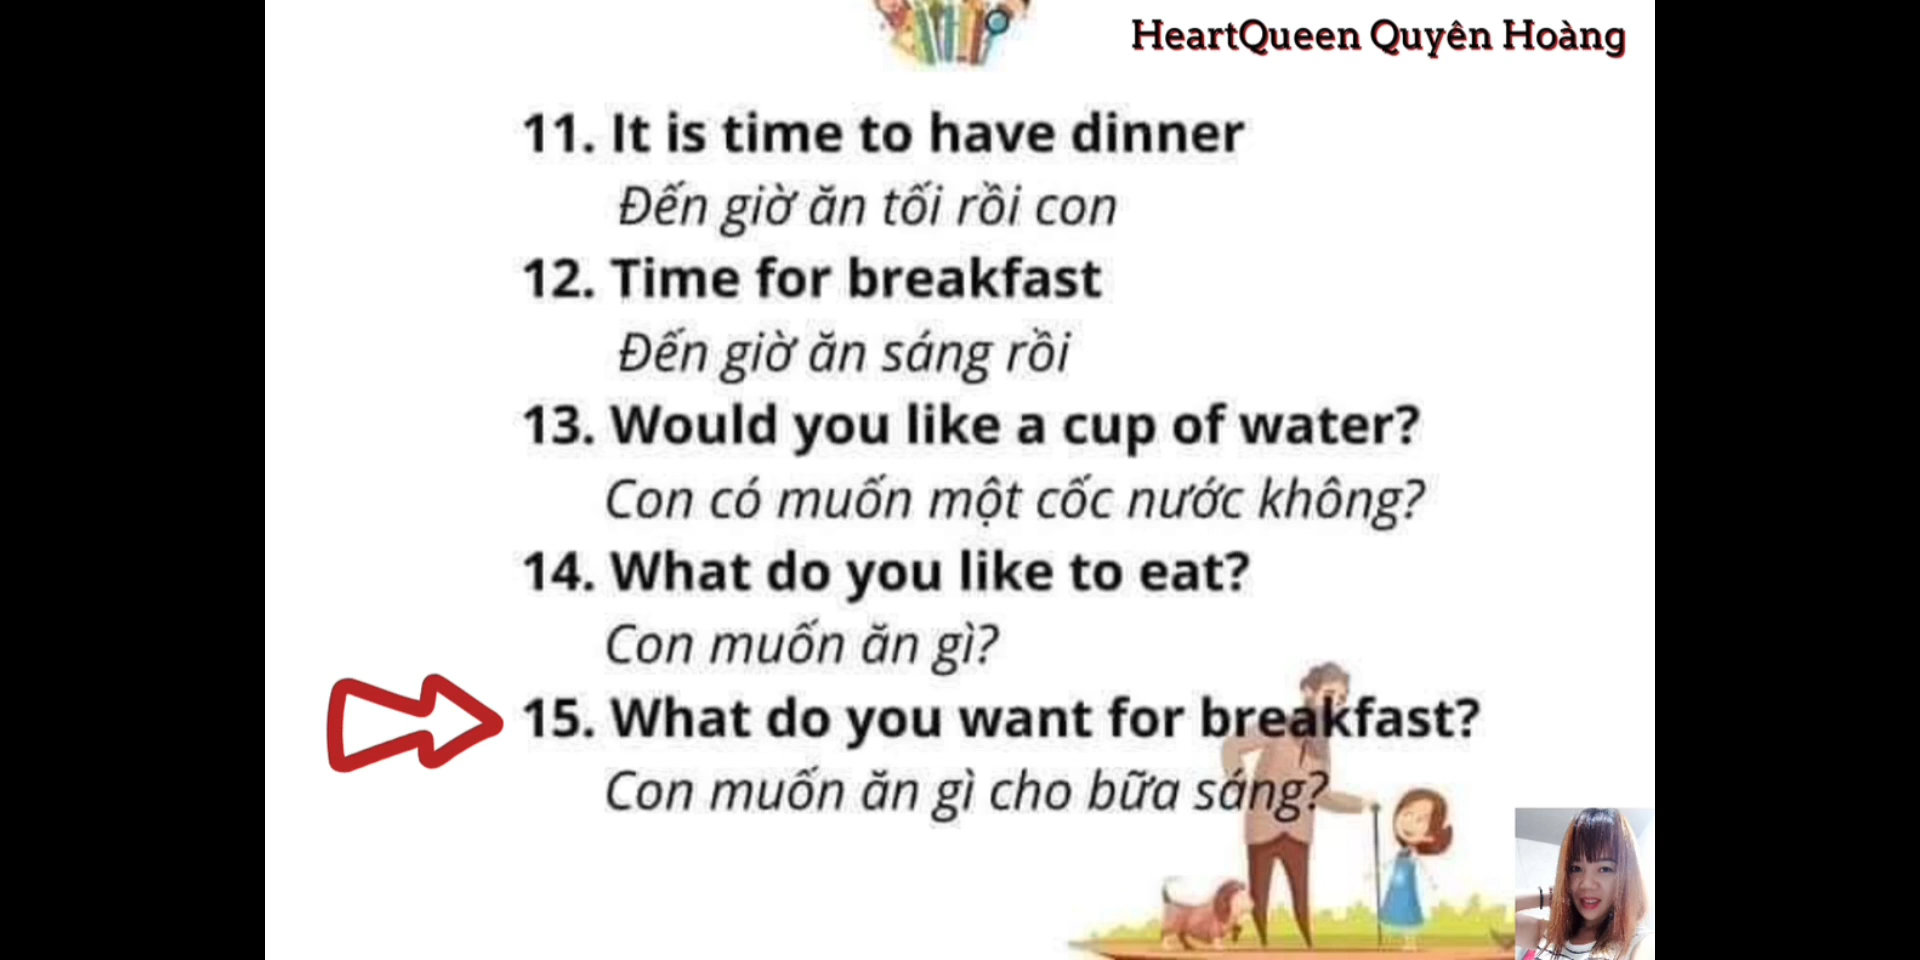 HeartQueen Quyên Hoàng
11. It is time to have dinner
Đến giờ ăn tối rồi con
12. Time for breakfast
Đến giờ ăn sáng rồi
13. Would you like a cup of water?
Con có muốn một cốc nước không?
14. What do you like to eat?
Con muốn ăn gì?
15. What do you want for breakfast?
Con muốn ăn gì cho bữa sáng?